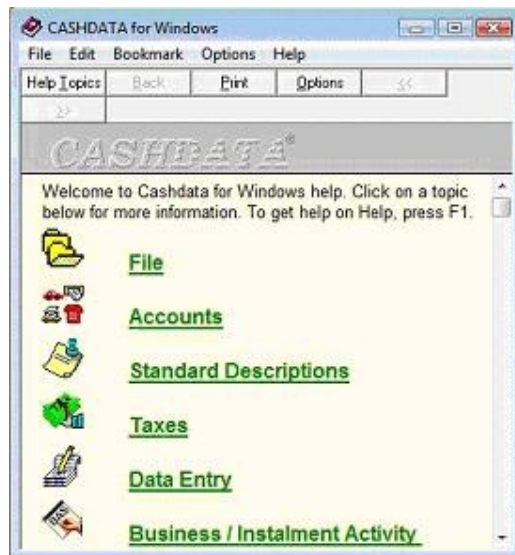 CASHDATA for Windows
File Edit Bookmark Options Help
Help Topics Back Print Options <<
>>
CASHDATA®
Welcome to Cashdata for Windows help. Click on a topic
below for more information. To get help on Help, press F1.
File
Accounts
Standard Descriptions
Taxes
Data Entry
BAS
Business / Instalment Activity